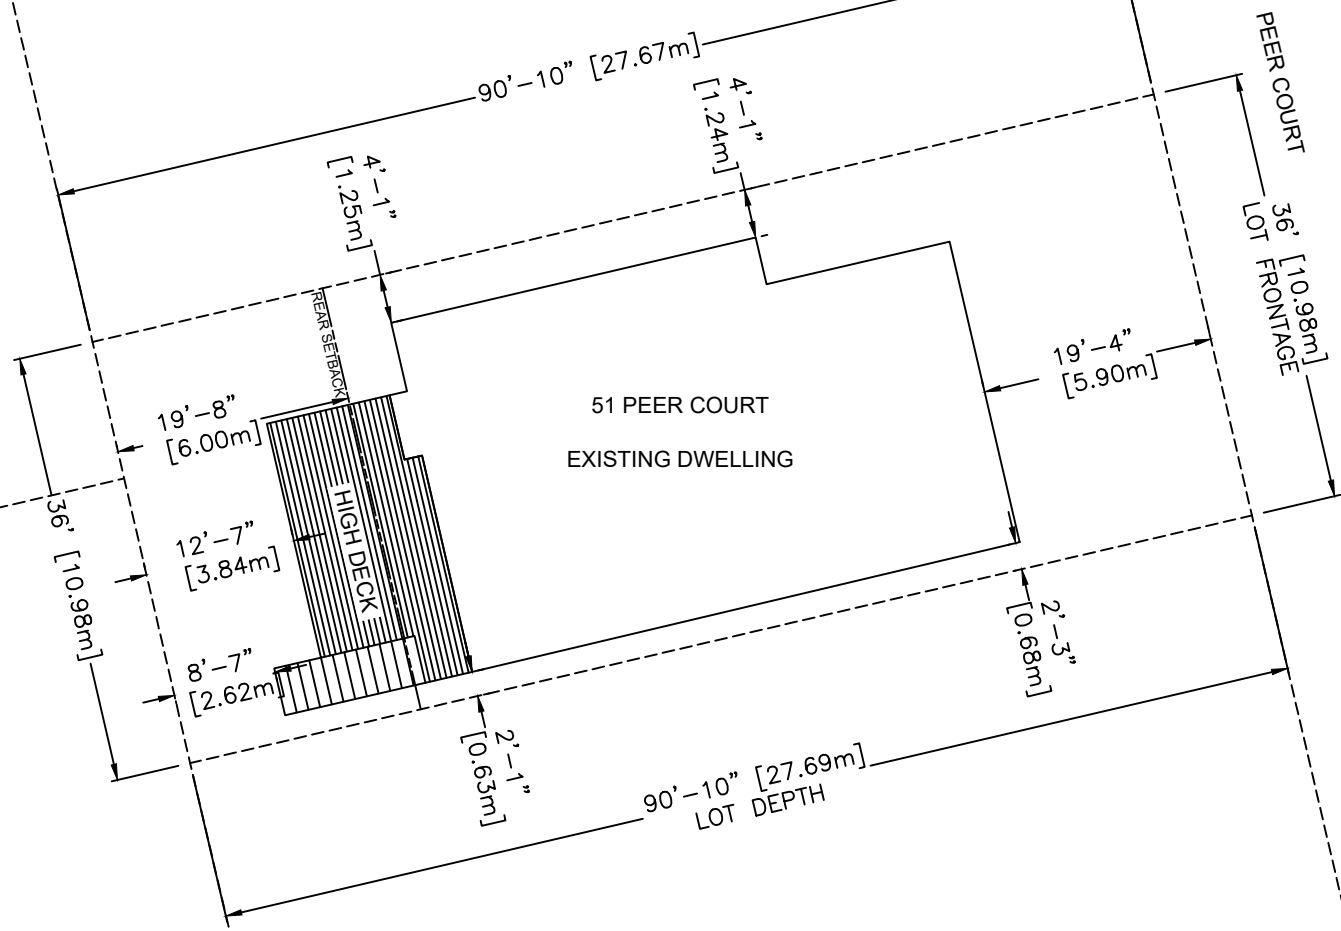 PEER COURT
90'-10" [27.67m]
4'-1"
[1.24m]
4'-1"
[1.25m]
36' [10.98m]
LOT FRONTAGE
REAR SETBACK
19'-4"
[5.90m]
19'-8"
[6.00m]
51 PEER COURT
EXISTING DWELLING
HIGH DECK
36' [10.98m]
12'-7"
[3.84m]
8'-7"
[2.62m]
2'-3"
[0.68m]
2'-1"
[0.63m]
90'-10" [27.69m]
LOT DEPTH